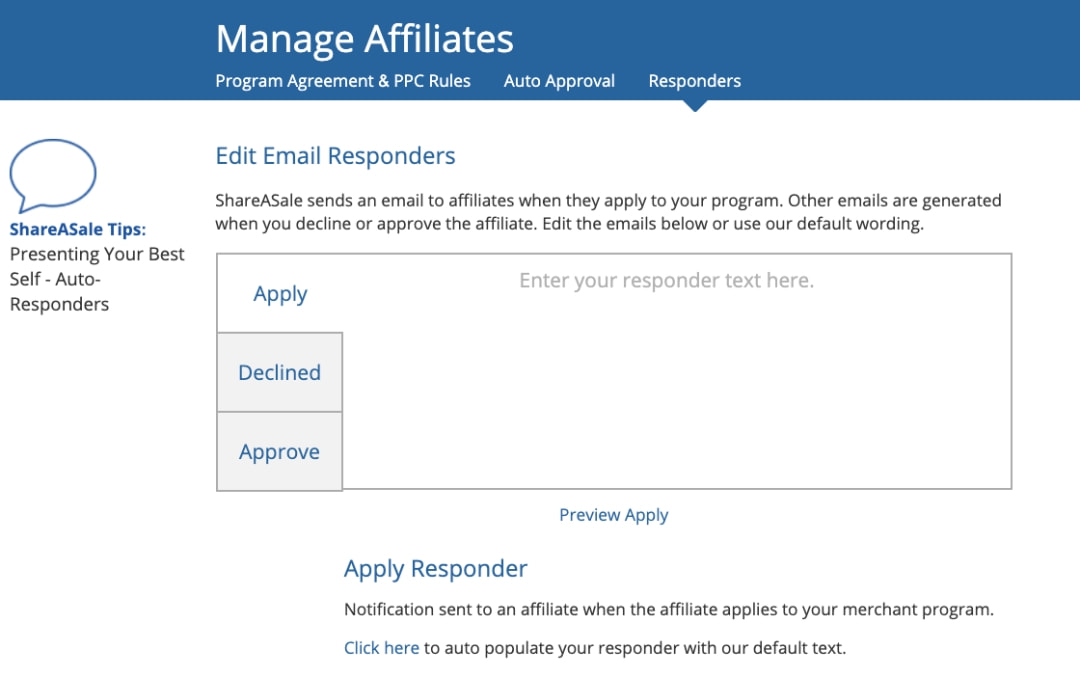 Manage Affiliates
Program Agreement & PPC Rules Auto Approval Responders
ShareASale Tips:
Presenting Your Best
Self - Auto-
Responders
Edit Email Responders
ShareASale sends an email to affiliates when they apply to your program. Other emails are generated
when you decline or approve the affiliate. Edit the emails below or use our default wording.
Apply
Declined
Approve
Enter your responder text here.
Preview Apply
Apply Responder
Notification sent to an affiliate when the affiliate applies to your merchant program.
Click here to auto populate your responder with our default text.